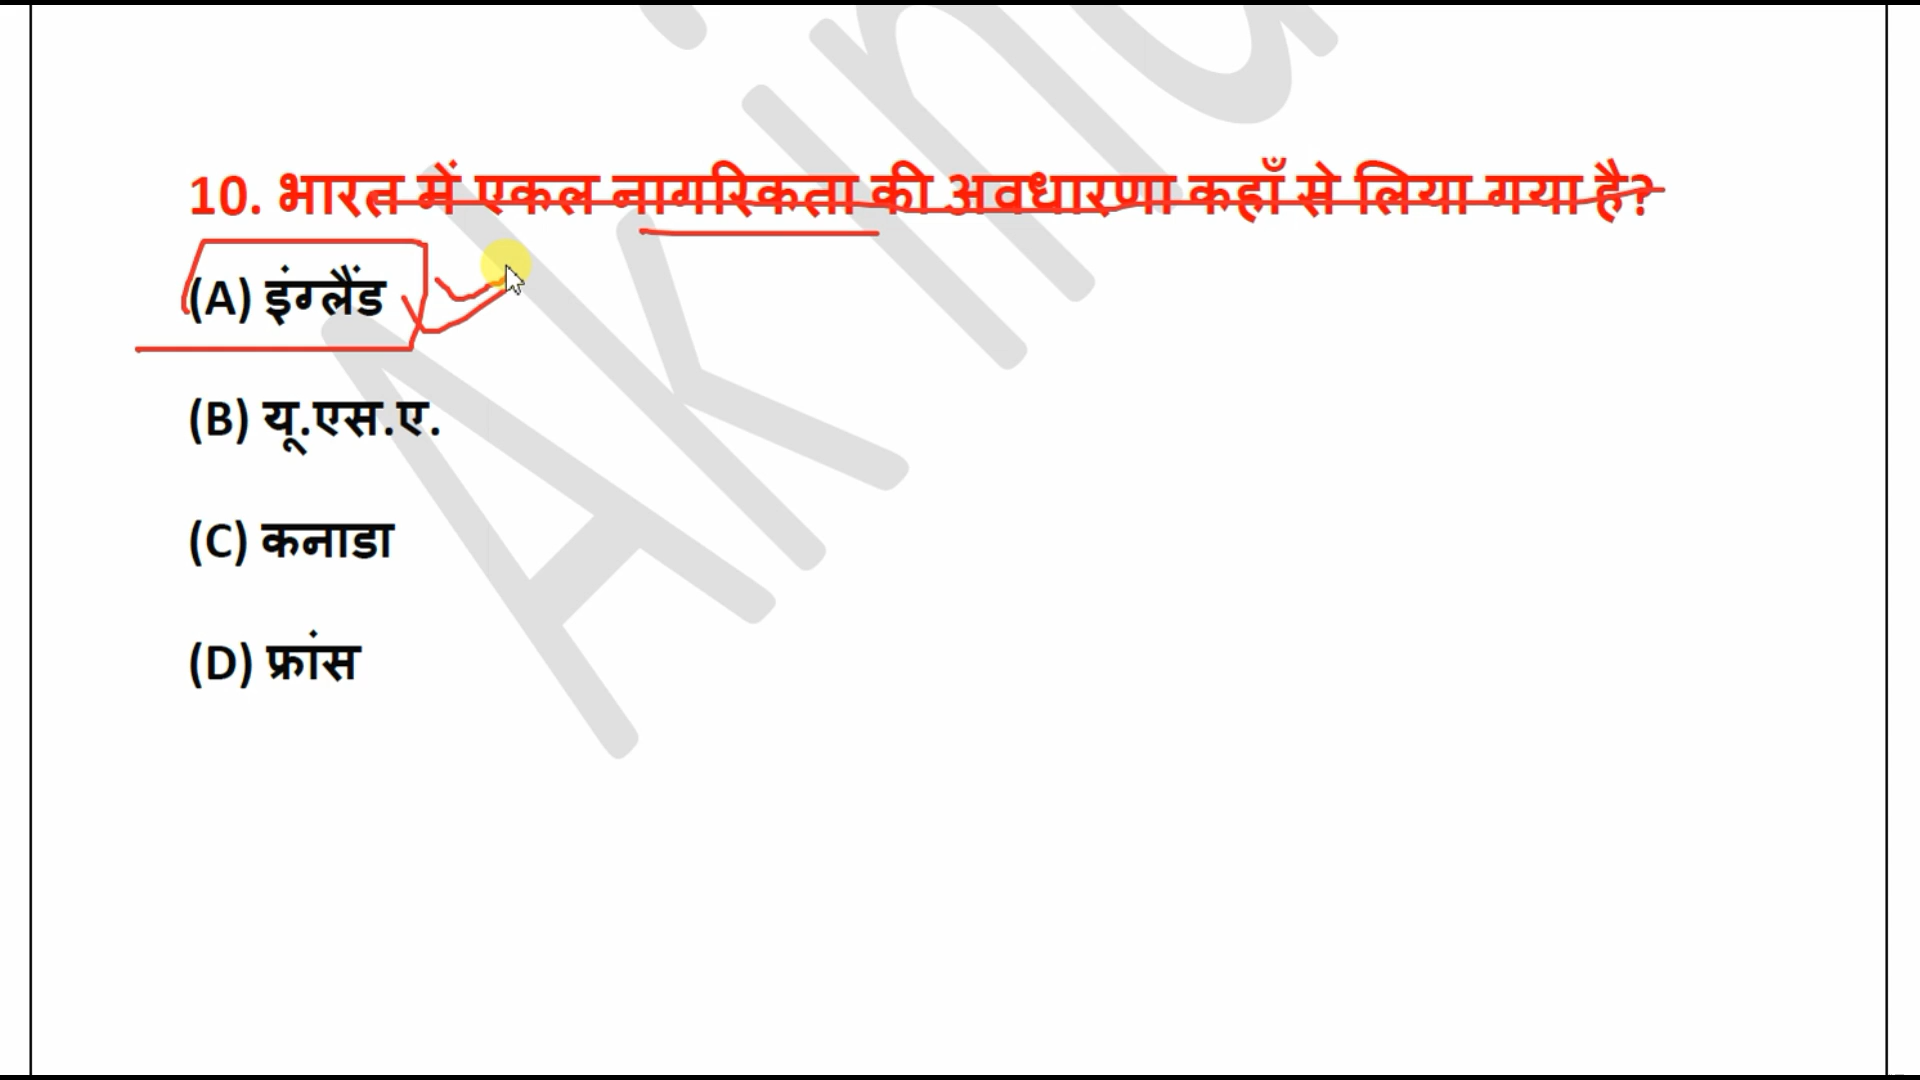 10. भारत में एकल नागरिकता की अवधारणा कहाँ से लिया गया है?
(A) इंग्लैंड
(B) यू.एस.ए.
(C) कनाडा
(D) फ्रांस